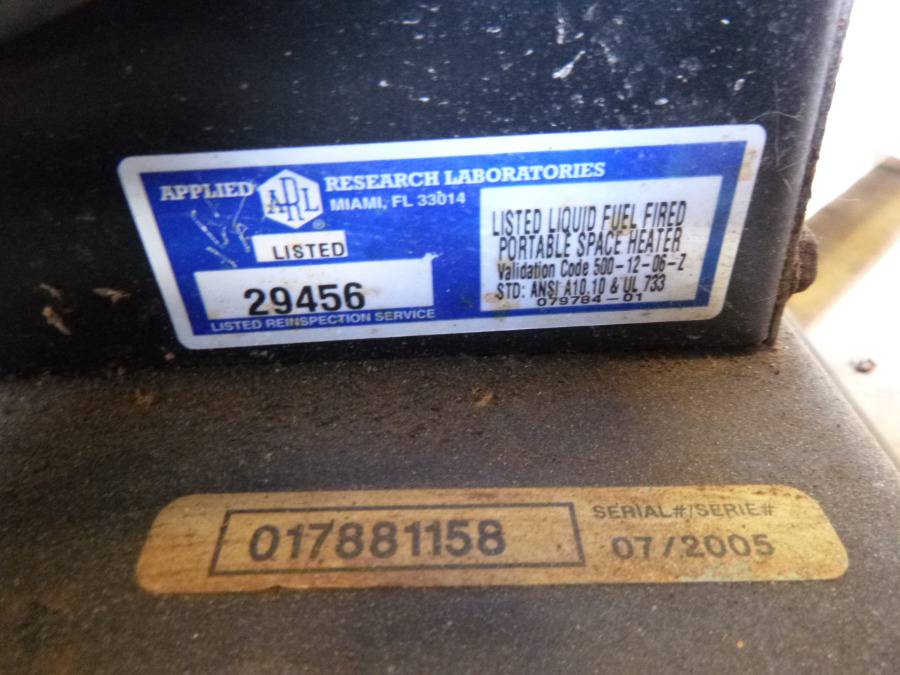 APPLIED ARL RESEARCH LABORATORIES
MIAMI, FL 33014
®
LISTED
29456
LISTED REINSPECTION SERVICE
LISTED LIQUID FUEL FIRED
PORTABLE SPACE HEATER
Validation Code 500-12-06-Z
STD: ANSI A10.10 & UL 733
079784-01
017881158
SERIAL#/SERIE#
07/2005